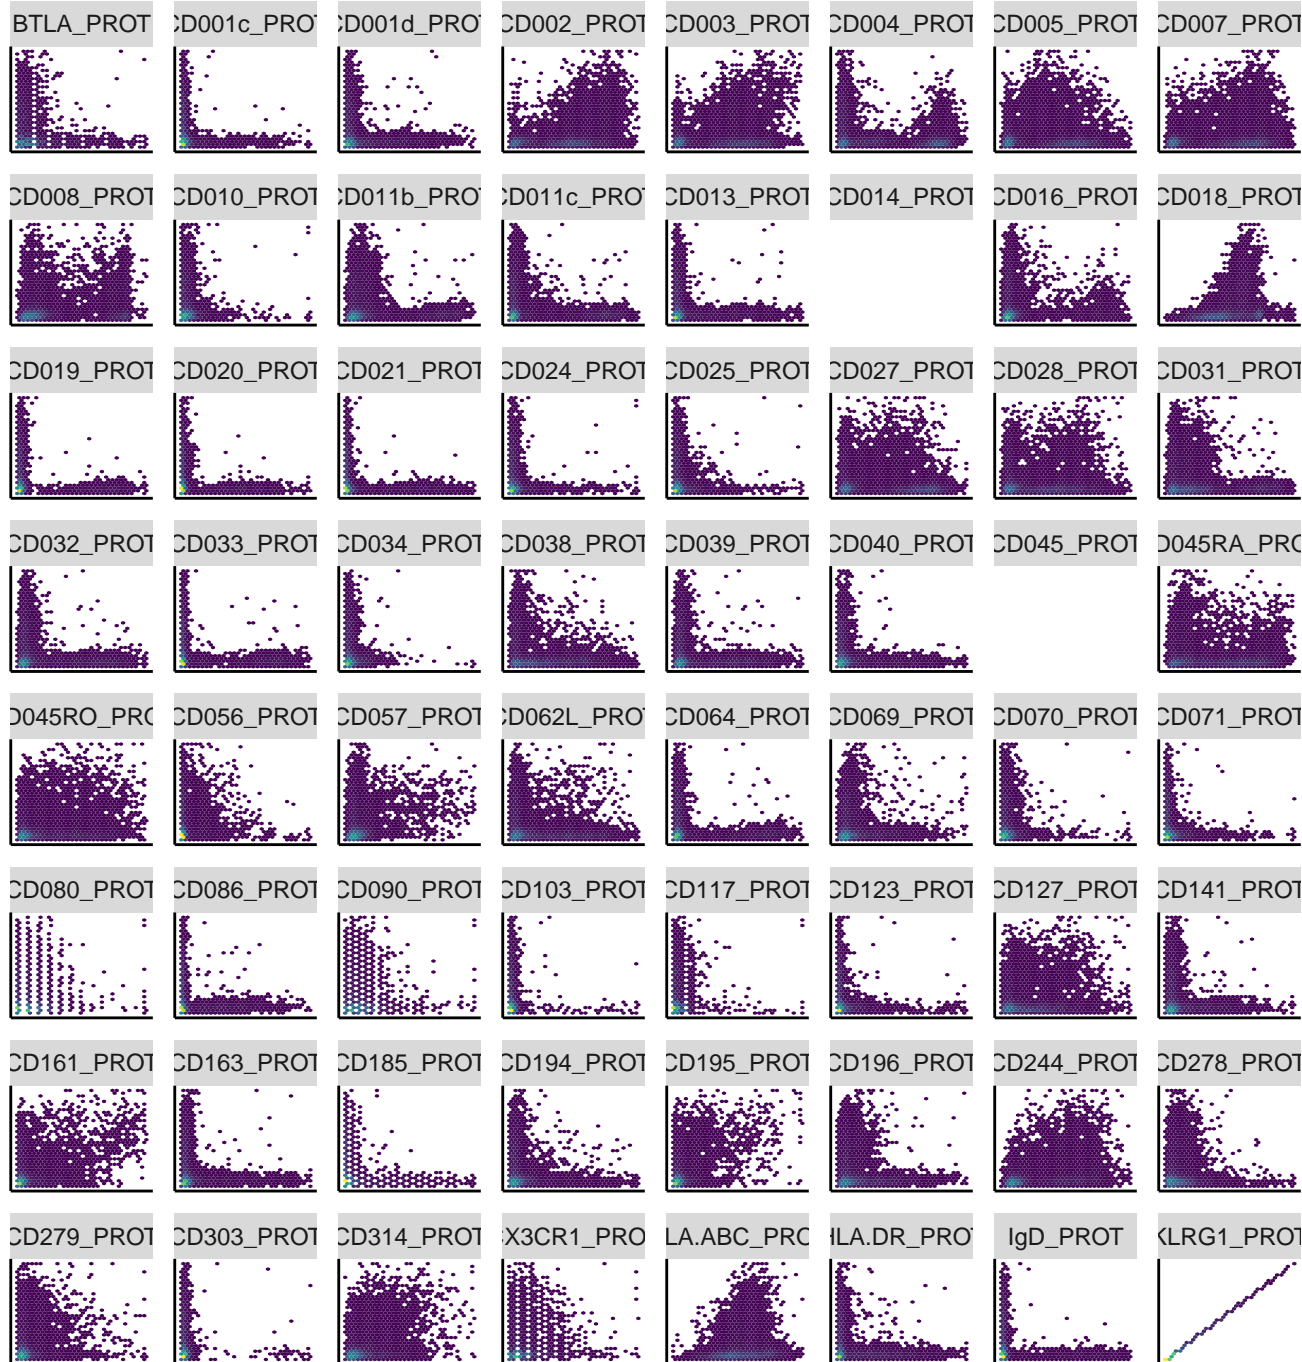 BTLA_PROT CD001c_PROT CD001d_PROT CD002_PROT CD003_PROT CD004_PROT CD005_PROT CD007_PROT
CD008_PROT CD010_PROT CD011b_PROT CD011c_PROT CD013_PROT CD014_PROT CD016_PROT CD018_PROT
CD019_PROT CD020_PROT CD021_PROT CD024_PROT CD025_PROT CD027_PROT CD028_PROT CD031_PROT
CD032_PROT CD033_PROT CD034_PROT CD038_PROT CD039_PROT CD040_PROT CD045_PROT D045RA_PRO
D045RO_PRO CD056_PROT CD057_PROT CD062L_PROT CD064_PROT CD069_PROT CD070_PROT CD071_PROT
CD080_PROT CD086_PROT CD090_PROT CD103_PROT CD117_PROT CD123_PROT CD127_PROT CD141_PROT
CD161_PROT CD163_PROT CD185_PROT CD194_PROT CD195_PROT CD196_PROT CD244_PROT CD278_PROT
CD279_PROT CD303_PROT CD314_PROT X3CR1_PRO LA.ABC_PRO HLA.DR_PROT IgD_PROT KLRG1_PROT